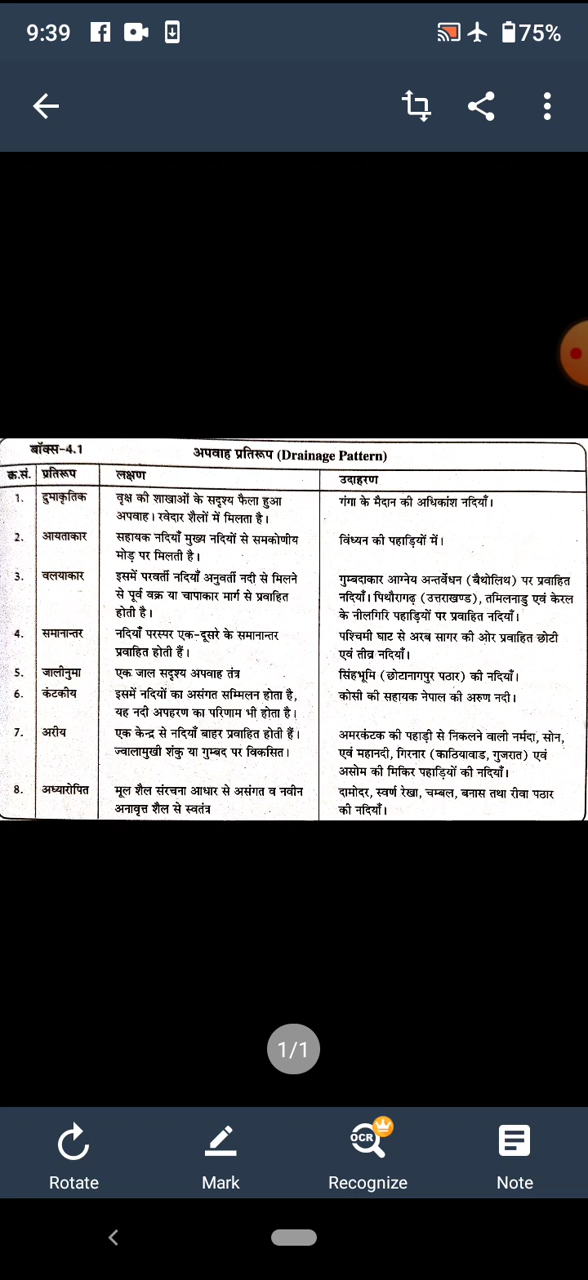 9:39
75%
बॉक्स-4.1 अपवाह प्रतिरूप (Drainage Pattern)
क्र.सं. प्रतिरूप लक्षण उदाहरण
1. द्रुमाकृतिक वृक्ष की शाखाओं के सदृश्य फैला हुआ गंगा के मैदान की अधिकांश नदियाँ।
अपवाह। रवेदार शैलों में मिलता है।
2. आयताकार सहायक नदियाँ मुख्य नदियों से समकोणीय विंध्यन की पहाड़ियों में।
मोड़ पर मिलती है।
3. वलयाकार इसमें परवर्ती नदियाँ अनुवर्ती नदी से मिलने गुम्बदाकार आग्नेय अन्तर्वेधन (बैथोलिथ) पर प्रवाहित
से पूर्व वक्र या चापाकार मार्ग से प्रवाहित नदियाँ। पिथौरागढ़ (उत्तराखण्ड), तमिलनाडु एवं केरल
होती है। के नीलगिरि पहाड़ियों पर प्रवाहित नदियाँ।
4. समानान्तर नदियाँ परस्पर एक-दूसरे के समानान्तर पश्चिमी घाट से अरब सागर की ओर प्रवाहित छोटी
प्रवाहित होती हैं। एवं तीव्र नदियाँ।
5. जालीनुमा एक जाल सदृश्य अपवाह तंत्र सिंहभूमि (छोटानागपुर पठार) की नदियाँ।
6. कंटकीय इसमें नदियों का असंगत सम्मिलन होता है, कोसी की सहायक नेपाल की अरुण नदी।
यह नदी अपहरण का परिणाम भी होता है।
7. अरीय एक केन्द्र से नदियाँ बाहर प्रवाहित होती हैं। अमरकंटक की पहाड़ी से निकलने वाली नर्मदा, सोन,
ज्वालामुखी शंकु या गुम्बद पर विकसित। एवं महानदी, गिरनार (काठियावाड, गुजरात) एवं
असोम की मिकिर पहाड़ियों की नदियाँ।
8. अध्यारोपित मूल शैल संरचना आधार से असंगत व नवीन दामोदर, स्वर्ण रेखा, चम्बल, बनास तथा रीवा पठार
अनावृत्त शैल से स्वतंत्र की नदियाँ।
1/1
OCR
Rotate Mark Recognize Note